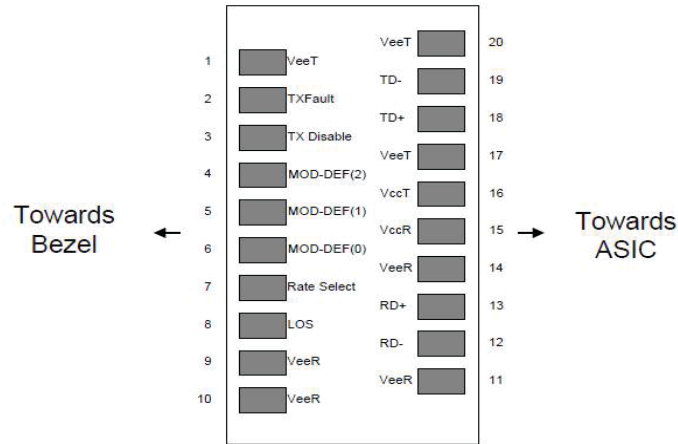 VeeT 20
1 VeeT
TD- 19
2 TXFault
TD+ 18
3 TX Disable
VeeT 17
4 MOD-DEF(2)
VccT 16
Towards
Bezel
5 MOD-DEF(1)
VccR 15
Towards
ASIC
6 MOD-DEF(0)
VeeR 14
7 Rate Select
RD+ 13
8 LOS
RD- 12
9 VeeR
VeeR 11
10 VeeR